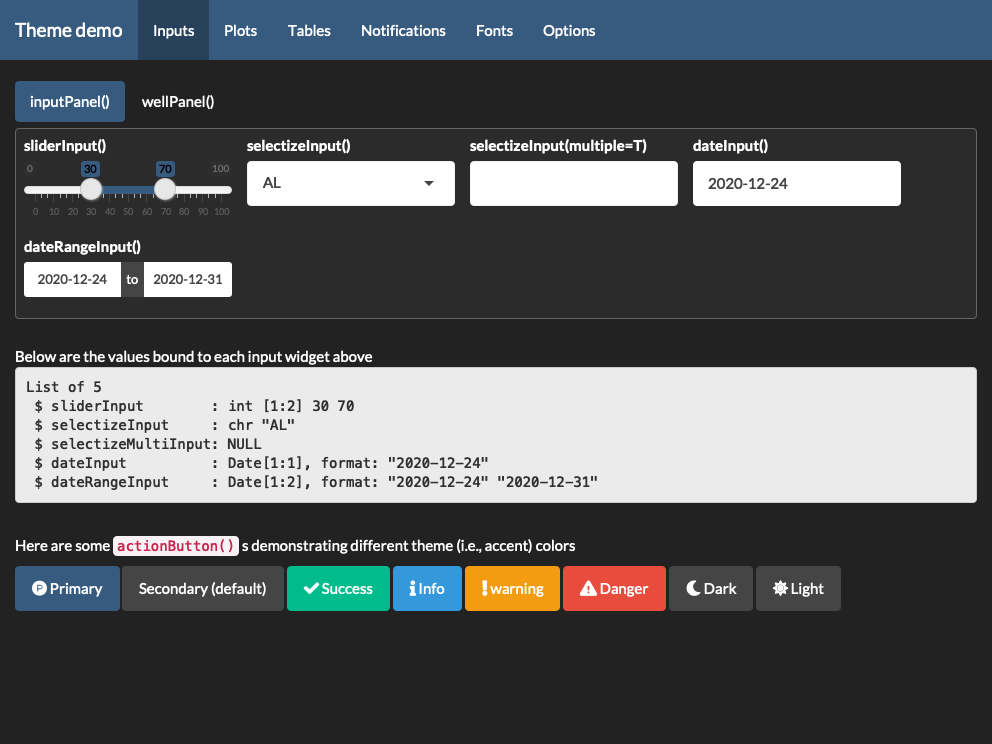 Theme demo Inputs Plots Tables Notifications Fonts Options
inputPanel() wellPanel()
sliderInput() selectizeInput() selectizeInput(multiple=T) dateInput()
0 30 70 100
AL 2020-12-24
0 10 20 30 40 50 60 70 80 90 100
dateRangeInput()
2020-12-24 to 2020-12-31
Below are the values bound to each input widget above
List of 5
 $ sliderInput        : int [1:2] 30 70
 $ selectizeInput     : chr "AL"
 $ selectizeMultiInput: NULL
 $ dateInput          : Date[1:1], format: "2020-12-24"
 $ dateRangeInput     : Date[1:2], format: "2020-12-24" "2020-12-31"
Here are some actionButton() s demonstrating different theme (i.e., accent) colors
Primary Secondary (default) Success Info warning Danger Dark Light